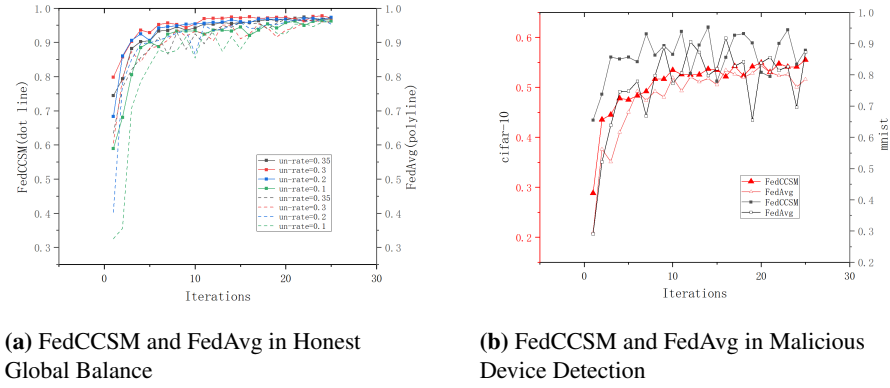 1.0
0.9
0.8
0.7
0.6
0.5
0.4
0.3
FedCCSM(dot line)
un-rate=0.35
un-rate=0.3
un-rate=0.2
un-rate=0.1
un-rate=0.35
un-rate=0.3
un-rate=0.2
un-rate=0.1
1.0
0.9
0.8
0.7
0.6
0.5
0.4
0.3
FedAvg(polyline)
0 10 20 30
Iterations
(a) FedCCSM and FedAvg in Honest
Global Balance
0.6
0.5
0.4
0.3
0.2
cifar-10
FedCCSM
FedAvg
FedCCSM
FedAvg
1.0
0.9
0.8
0.7
0.6
0.5
0.4
0.3
0.2
mnist
0 10 20 30
Iterations
(b) FedCCSM and FedAvg in Malicious
Device Detection